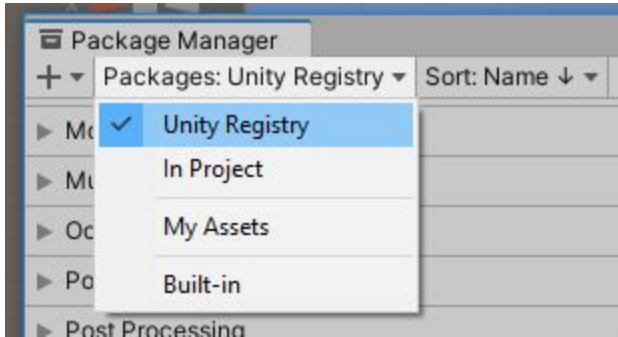 Package Manager
+ Packages: Unity Registry Sort: Name ↓
Unity Registry
In Project
My Assets
Built-in
Post Processing